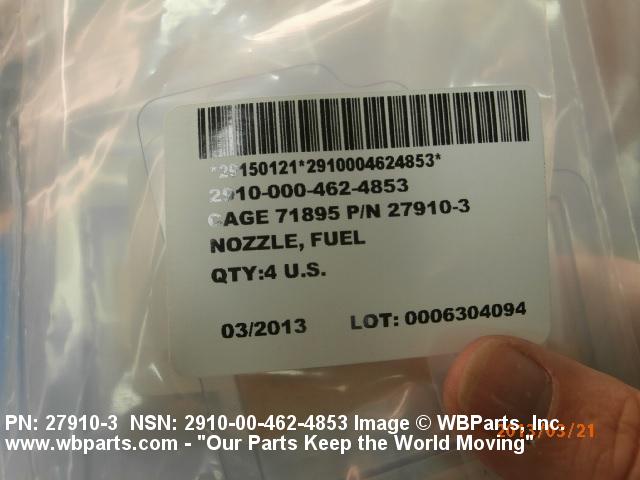 *29150121*2910004624853*
2910-000-462-4853
CAGE 71895 P/N 27910-3
NOZZLE, FUEL
QTY:4 U.S.
03/2013 LOT: 0006304094
PN: 27910-3 NSN: 2910-00-462-4853 Image © WBParts, Inc.
2013/03/21
www.wbparts.com - "Our Parts Keep the World Moving"